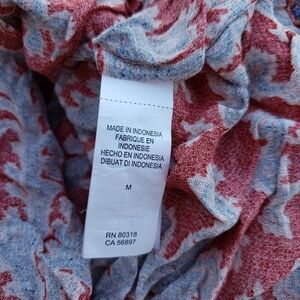 MADE IN INDONESIA
FABRIQUE EN
INDONESIE
HECHO EN INDONESIA
DIBUAT DI INDONESIA
M
RN 80318
CA 56897